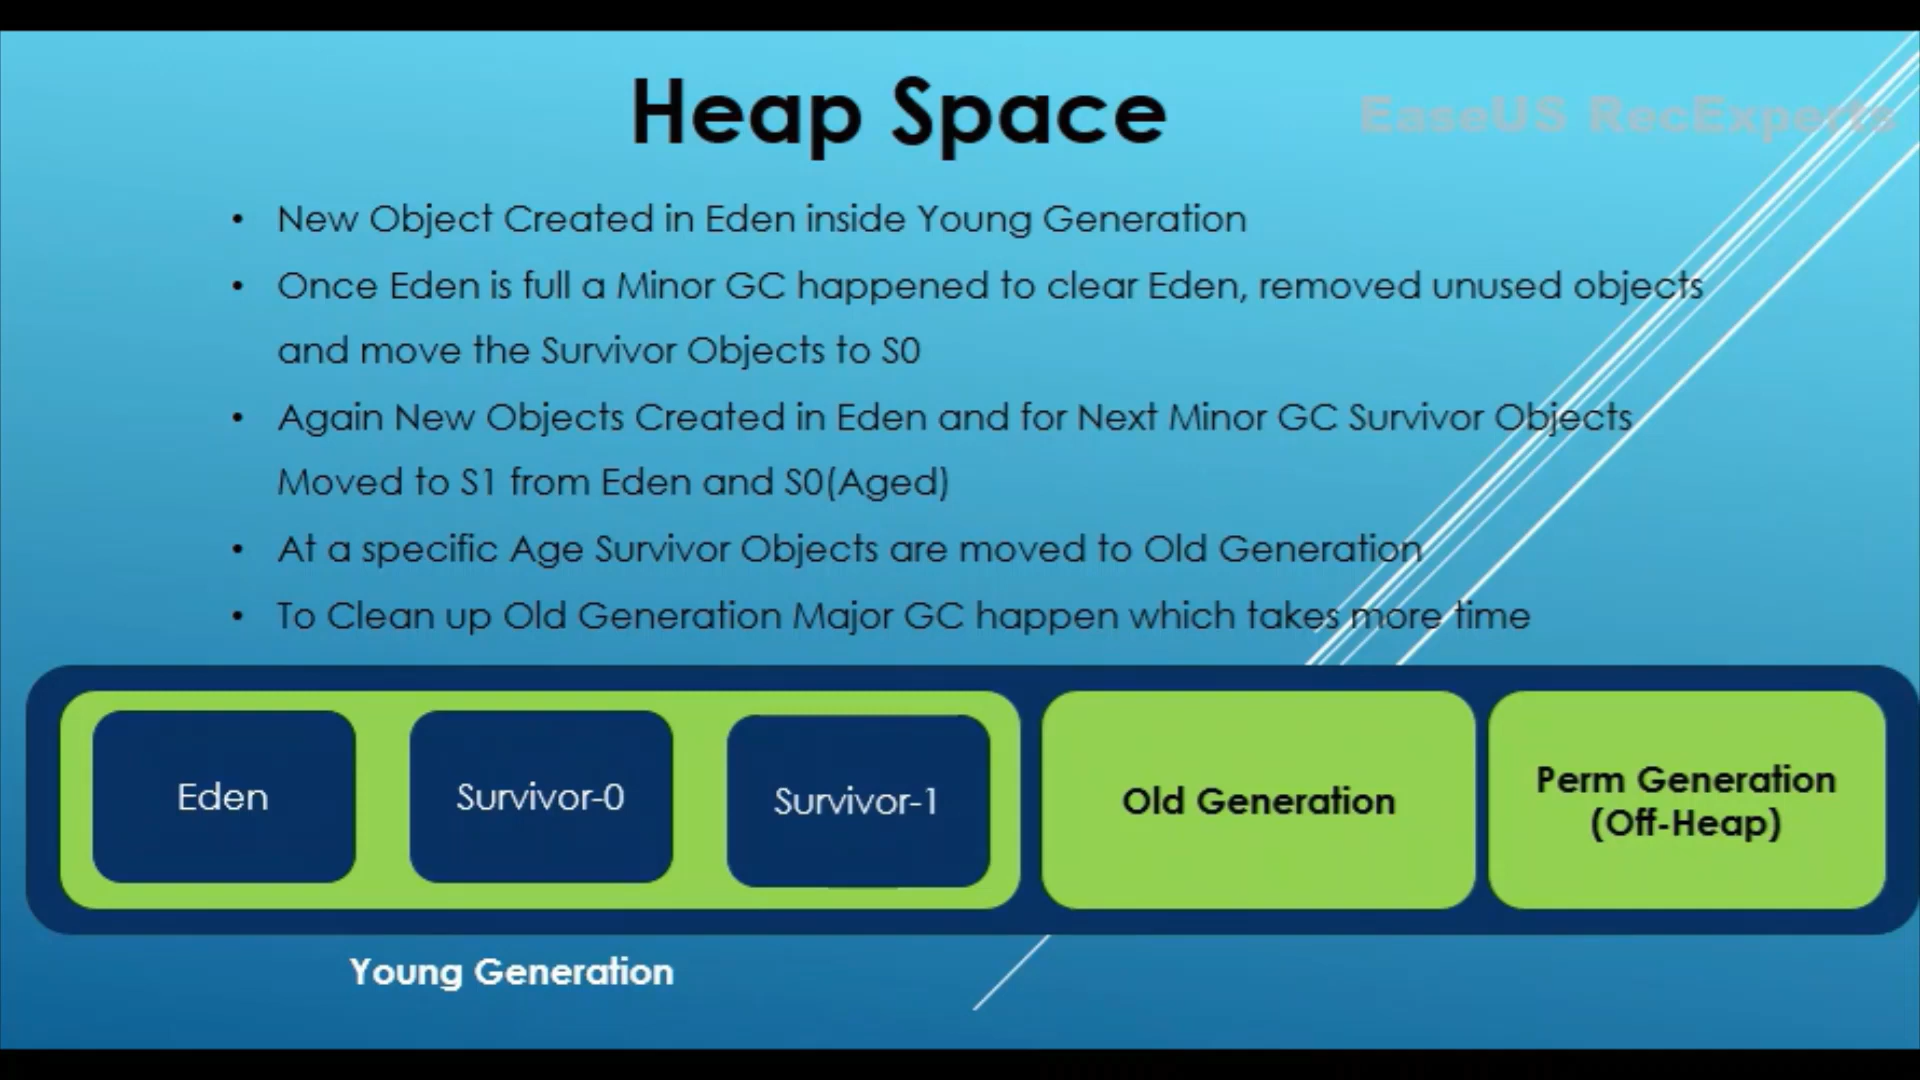 Heap Space
EaseUS RecExperts
• New Object Created in Eden inside Young Generation
• Once Eden is full a Minor GC happened to clear Eden, removed unused objects
and move the Survivor Objects to S0
• Again New Objects Created in Eden and for Next Minor GC Survivor Objects
Moved to S1 from Eden and S0(Aged)
• At a specific Age Survivor Objects are moved to Old Generation
• To Clean up Old Generation Major GC happen which takes more time
Eden
Survivor-0
Survivor-1
Old Generation
Perm Generation
(Off-Heap)
Young Generation